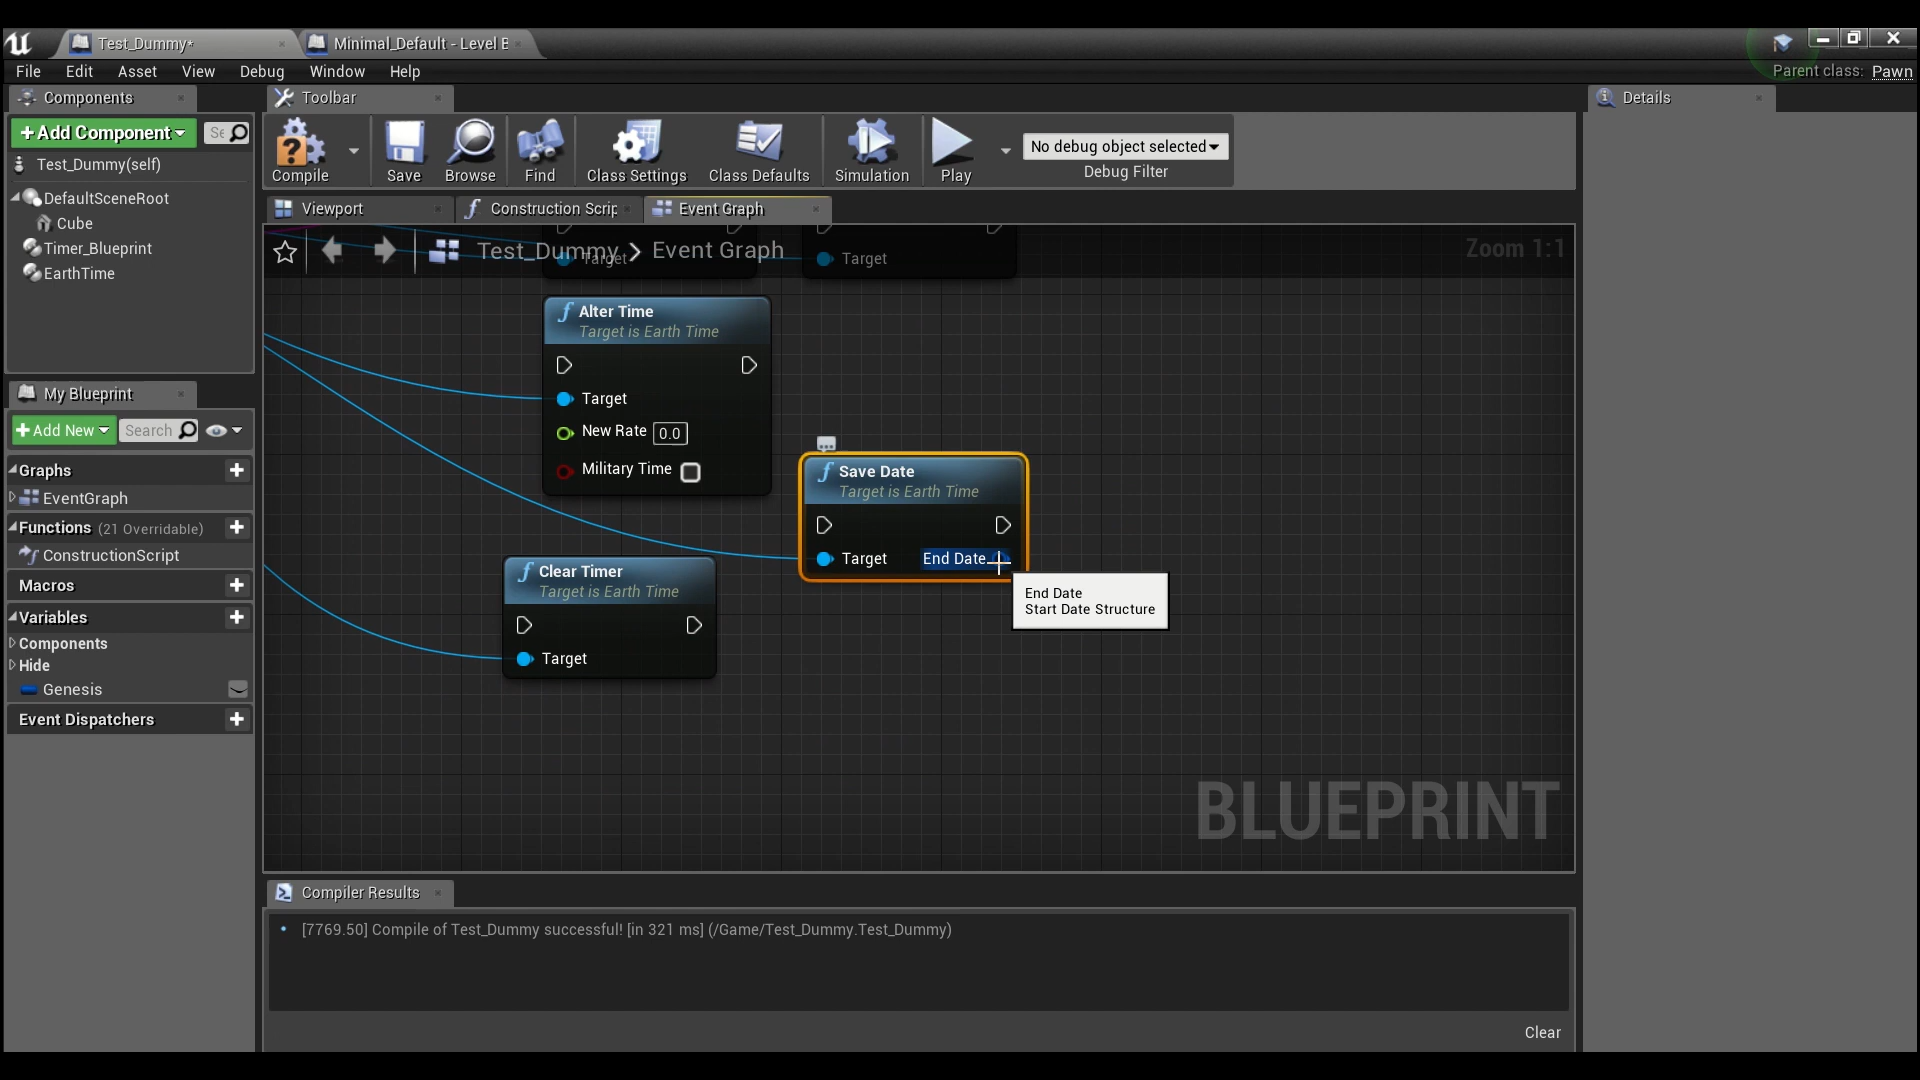 Test_Dummy*
Minimal_Default - Level B
File Edit Asset View Debug Window Help
Parent class: Pawn
Components
Toolbar
Details
+Add Component
Se
Test_Dummy(self)
DefaultSceneRoot
Cube
Timer_Blueprint
EarthTime
Compile
Save
Browse
Find
Class Settings
Class Defaults
Simulation
Play
No debug object selected
Debug Filter
Viewport
Construction Scrip
Event Graph
Test_Dummy > Event Graph
Zoom 1:1
Target
Target
Alter Time
Target is Earth Time
Target
New Rate 0.0
Military Time
Save Date
Target is Earth Time
Target
End Date
End Date
Start Date Structure
Clear Timer
Target is Earth Time
Target
BLUEPRINT
My Blueprint
+Add New
Search
Graphs
EventGraph
Functions (21 Overridable)
ConstructionScript
Macros
Variables
Components
Hide
Genesis
Event Dispatchers
Compiler Results
[7769.50] Compile of Test_Dummy successful! [in 321 ms] (/Game/Test_Dummy.Test_Dummy)
Clear